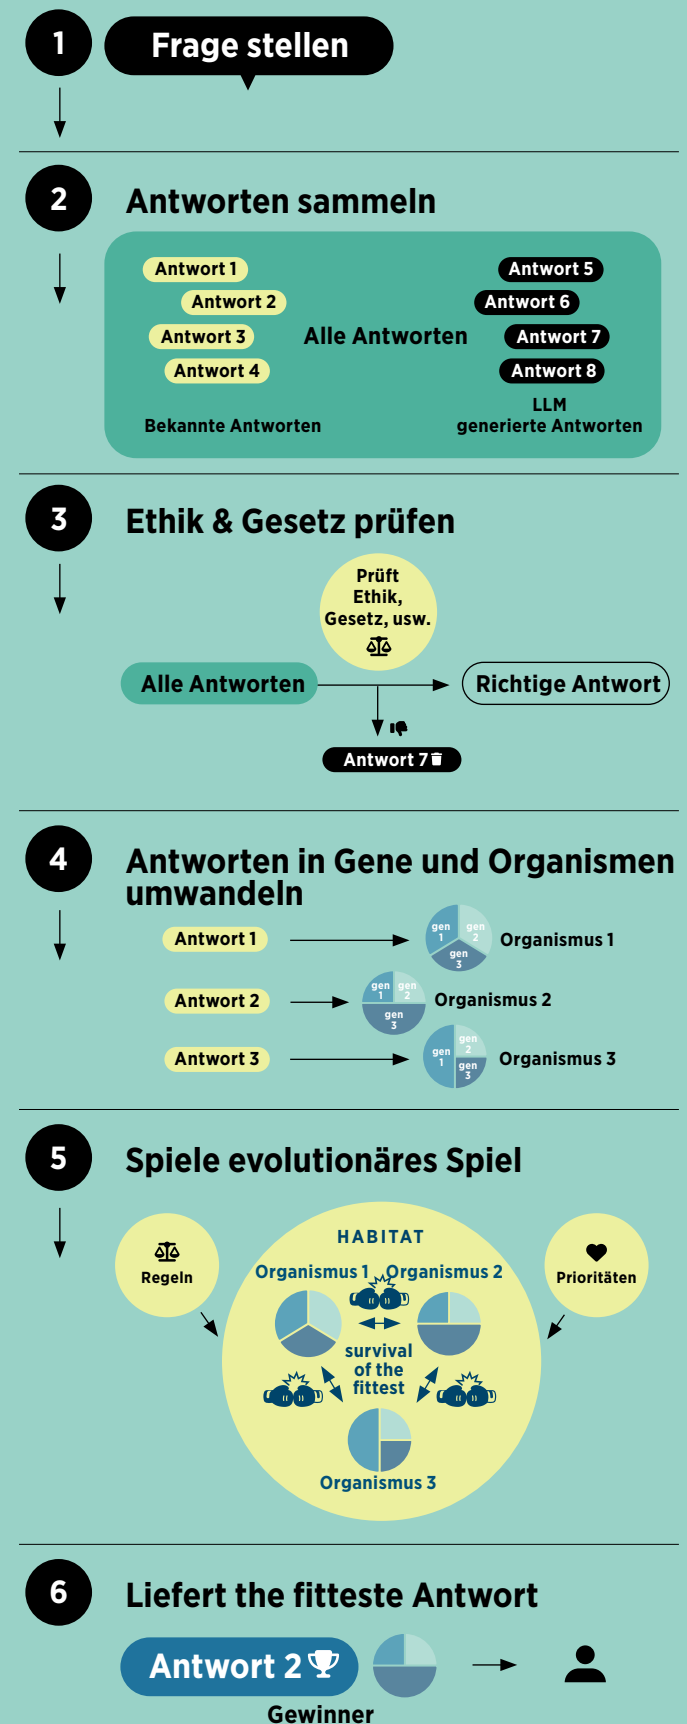 1
Frage stellen
2
Antworten sammeln
Antwort 1
Antwort 2
Antwort 3
Antwort 4
Bekannte Antworten
Alle Antworten
Antwort 5
Antwort 6
Antwort 7
Antwort 8
LLM
generierte Antworten
3
Ethik & Gesetz prüfen
Prüft
Ethik,
Gesetz, usw.
Alle Antworten
Richtige Antwort
Antwort 7
4
Antworten in Gene und Organismen
umwandeln
Antwort 1
gen
1
gen
2
gen
3
Organismus 1
Antwort 2
gen
1
gen
2
gen
3
Organismus 2
Antwort 3
gen
1
gen
2
gen
3
Organismus 3
5
Spiele evolutionäres Spiel
Regeln
HABITAT
Organismus 1
Organismus 2
survival
of the
fittest
Organismus 3
Prioritäten
6
Liefert the fitteste Antwort
Antwort 2
Gewinner